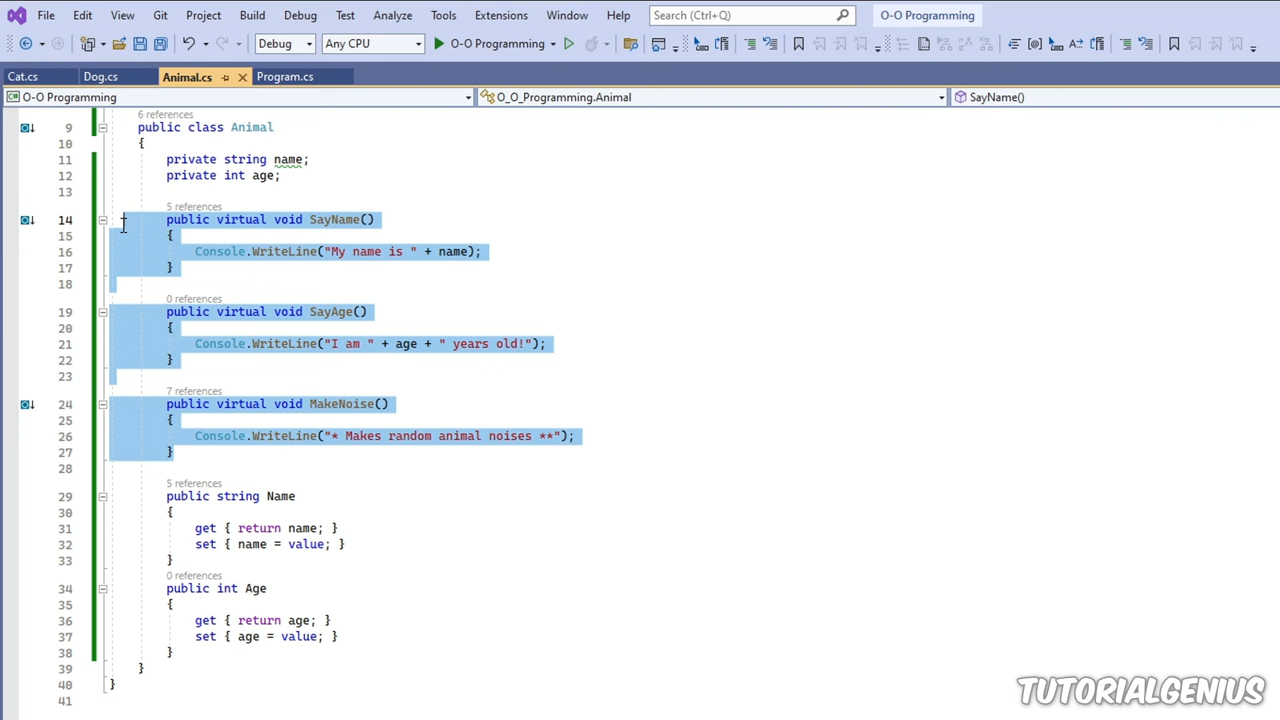 File Edit View Git Project Build Debug Test Analyze Tools Extensions Window Help Search (Ctrl+Q) O-O Programming
Debug Any CPU O-O Programming
Cat.cs Dog.cs Animal.cs Program.cs
O-O Programming O_O_Programming.Animal SayName()
6 references
9 public class Animal
10 {
11 private string name;
12 private int age;
13
5 references
14 public virtual void SayName()
15 {
16 Console.WriteLine("My name is " + name);
17 }
18
0 references
19 public virtual void SayAge()
20 {
21 Console.WriteLine("I am " + age + " years old!");
22 }
23
7 references
24 public virtual void MakeNoise()
25 {
26 Console.WriteLine("* Makes random animal noises **");
27 }
28
5 references
29 public string Name
30 {
31 get { return name; }
32 set { name = value; }
33 }
0 references
34 public int Age
35 {
36 get { return age; }
37 set { age = value; }
38 }
39 }
40 }
41
TUTORIALGENIUS